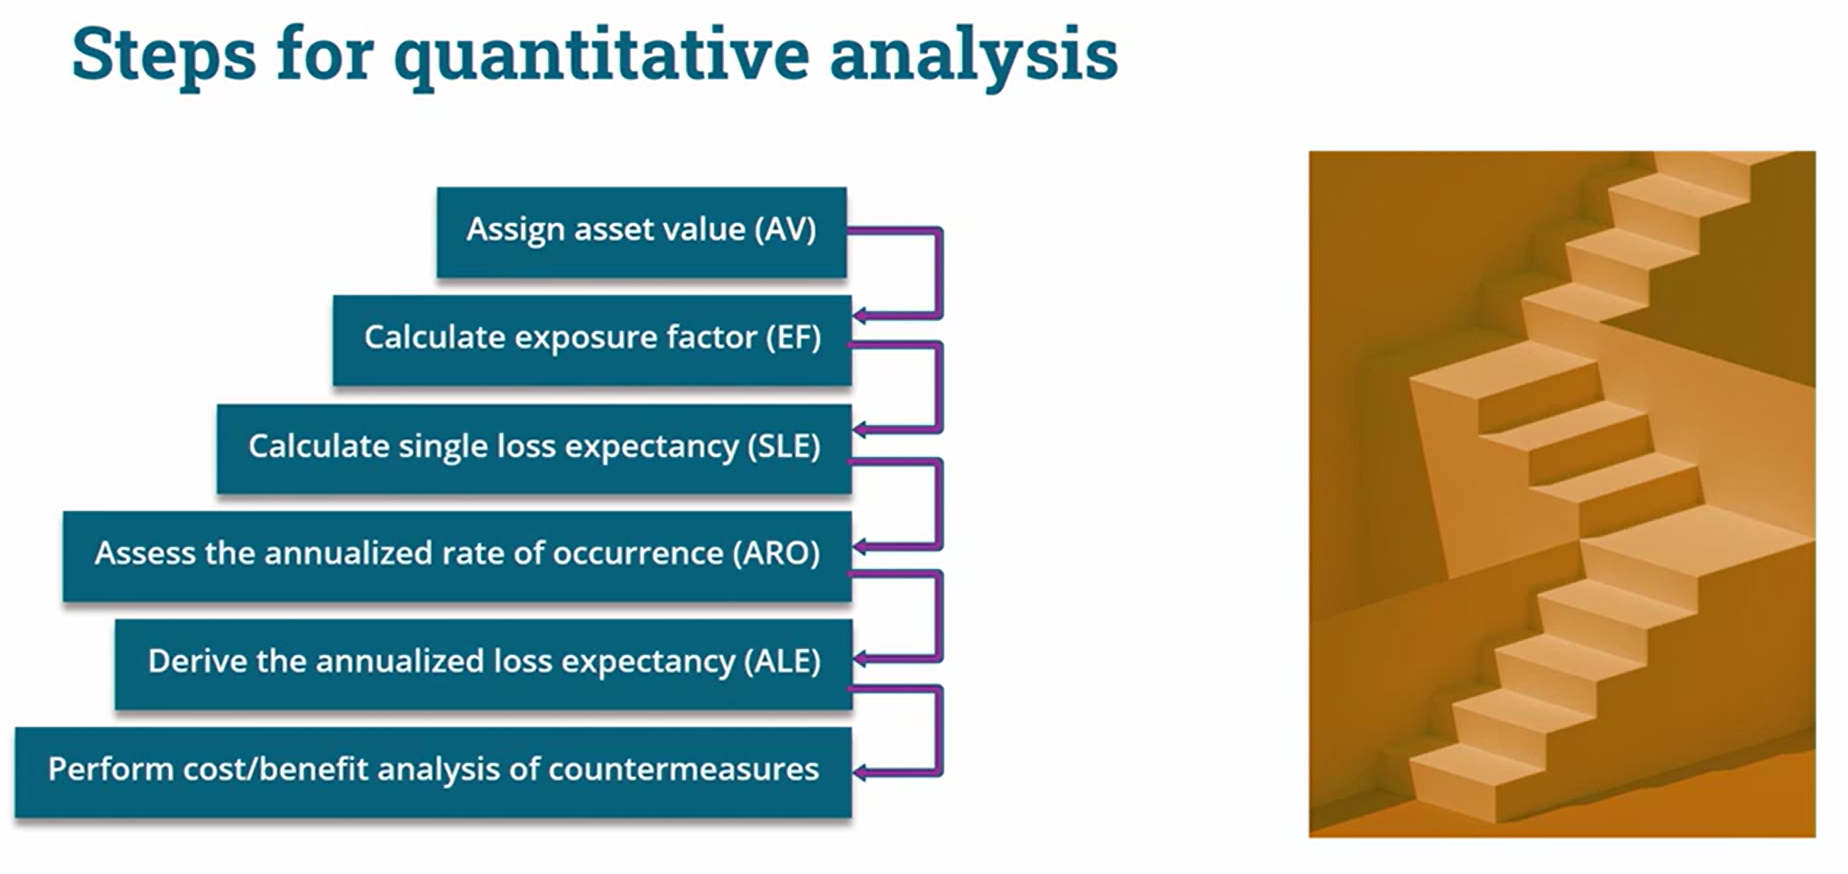 Steps for quantitative analysis
Assign asset value (AV)
Calculate exposure factor (EF)
Calculate single loss expectancy (SLE)
Assess the annualized rate of occurrence (ARO)
Derive the annualized loss expectancy (ALE)
Perform cost/benefit analysis of countermeasures